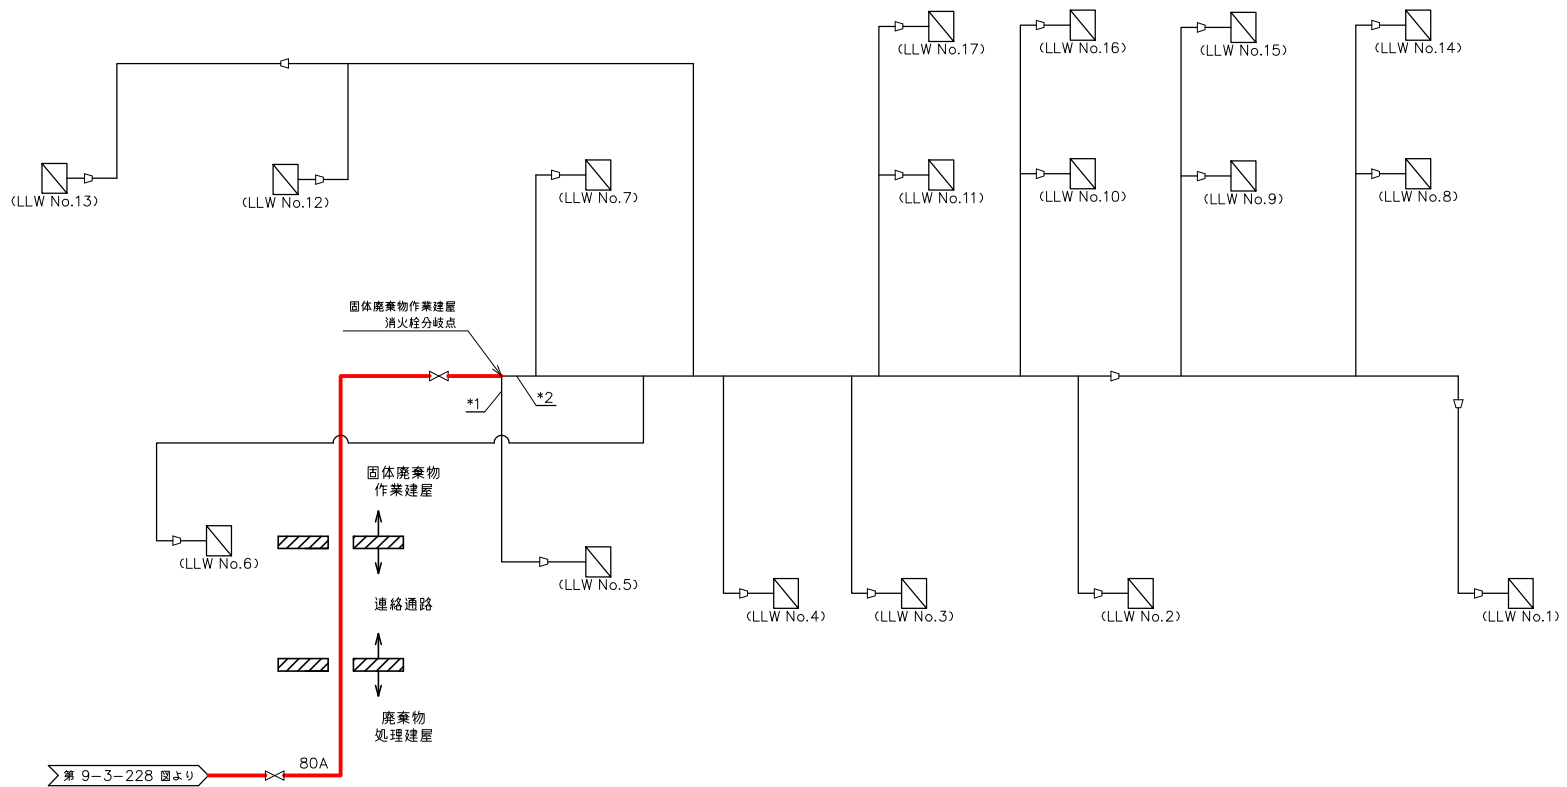 (LLW No.17)
(LLW No.16)
(LLW No.15)
(LLW No.14)
(LLW No.13)
(LLW No.12)
(LLW No.7)
(LLW No.11)
(LLW No.10)
(LLW No.9)
(LLW No.8)
固体廃棄物作業建屋
消火栓分岐点
*1
*2
固体廃棄物
作業建屋
(LLW No.6)
(LLW No.5)
連絡通路
(LLW No.4)
(LLW No.3)
(LLW No.2)
(LLW No.1)
廃棄物
処理建屋
80A
第 9-3-228 図より